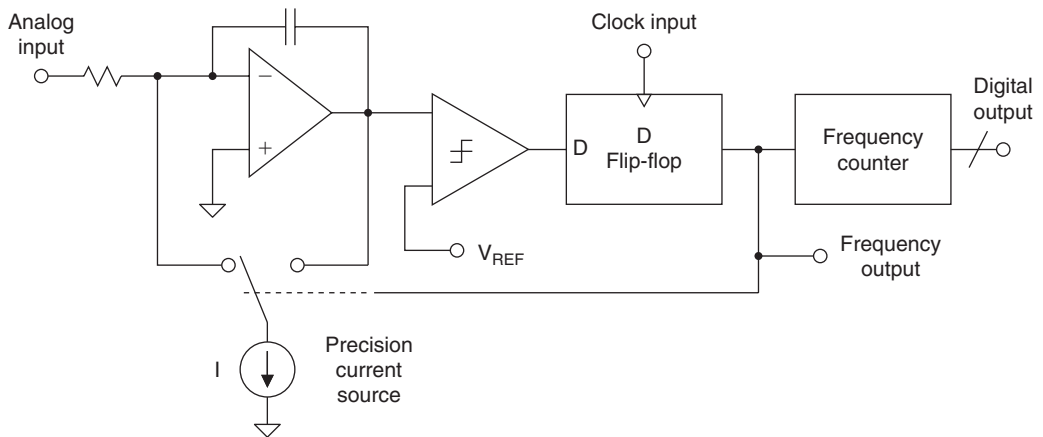 Analog
input
Clock input
−
+
D
D
Flip-flop
Frequency
counter
Digital
output
V_REF
Frequency
output
I
Precision
current
source